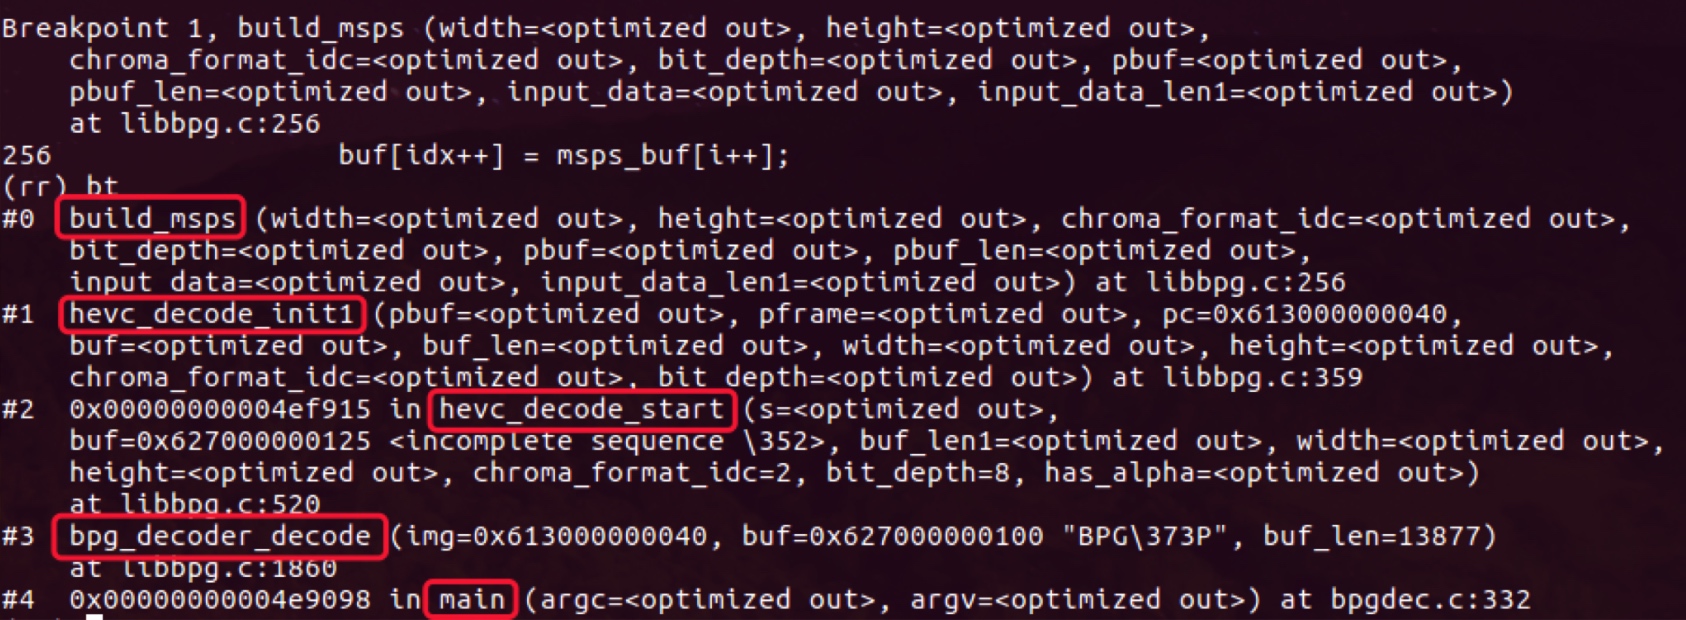 Breakpoint 1, build_msps (width=<optimized out>, height=<optimized out>,
    chroma_format_idc=<optimized out>, bit_depth=<optimized out>, pbuf=<optimized out>,
    pbuf_len=<optimized out>, input_data=<optimized out>, input_data_len1=<optimized out>)
    at libbpg.c:256
256                 buf[idx++] = msps_buf[i++];
(rr) bt
#0  build_msps (width=<optimized out>, height=<optimized out>, chroma_format_idc=<optimized out>,
    bit_depth=<optimized out>, pbuf=<optimized out>, pbuf_len=<optimized out>,
    input_data=<optimized out>, input_data_len1=<optimized out>) at libbpg.c:256
#1  hevc_decode_init1 (pbuf=<optimized out>, pframe=<optimized out>, pc=0x613000000040,
    buf=<optimized out>, buf_len=<optimized out>, width=<optimized out>, height=<optimized out>,
    chroma_format_idc=<optimized out>, bit_depth=<optimized out>) at libbpg.c:359
#2  0x00000000004ef915 in hevc_decode_start (s=<optimized out>,
    buf=0x627000000125 <incomplete sequence \352>, buf_len1=<optimized out>, width=<optimized out>,
    height=<optimized out>, chroma_format_idc=2, bit_depth=8, has_alpha=<optimized out>)
    at libbpg.c:520
#3  bpg_decoder_decode (img=0x613000000040, buf=0x627000000100 "BPG\373P", buf_len=13877)
    at libbpg.c:1860
#4  0x00000000004e9098 in main (argc=<optimized out>, argv=<optimized out>) at bpgdec.c:332